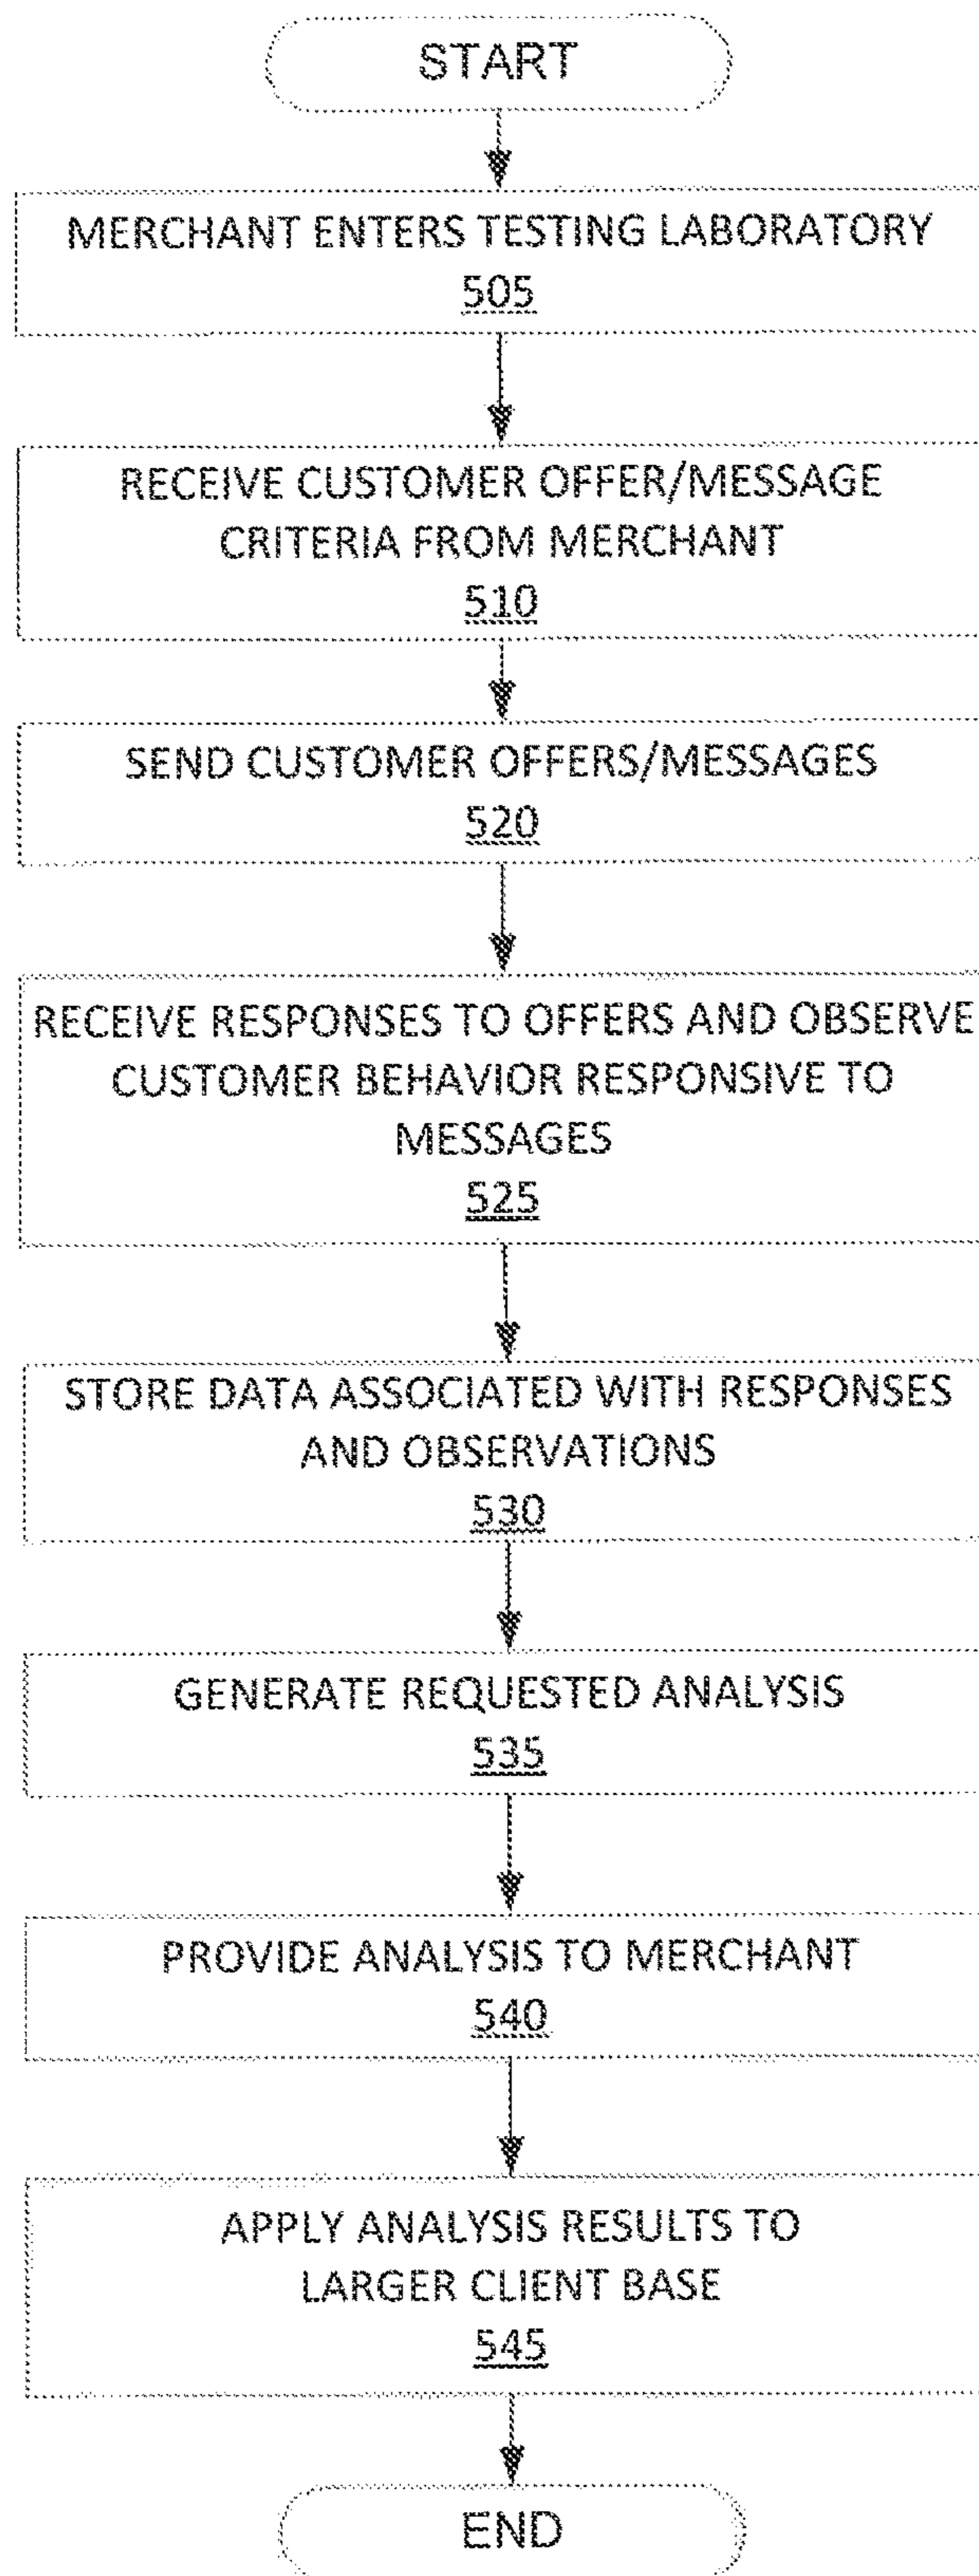 START
MERCHANT ENTERS TESTING LABORATORY
505
RECEIVE CUSTOMER OFFER/MESSAGE
CRITERIA FROM MERCHANT
510
SEND CUSTOMER OFFERS/MESSAGES
520
RECEIVE RESPONSES TO OFFERS AND OBSERVE
CUSTOMER BEHAVIOR RESPONSIVE TO
MESSAGES
525
STORE DATA ASSOCIATED WITH RESPONSES
AND OBSERVATIONS
530
GENERATE REQUESTED ANALYSIS
535
PROVIDE ANALYSIS TO MERCHANT
540
APPLY ANALYSIS RESULTS TO
LARGER CLIENT BASE
545
END